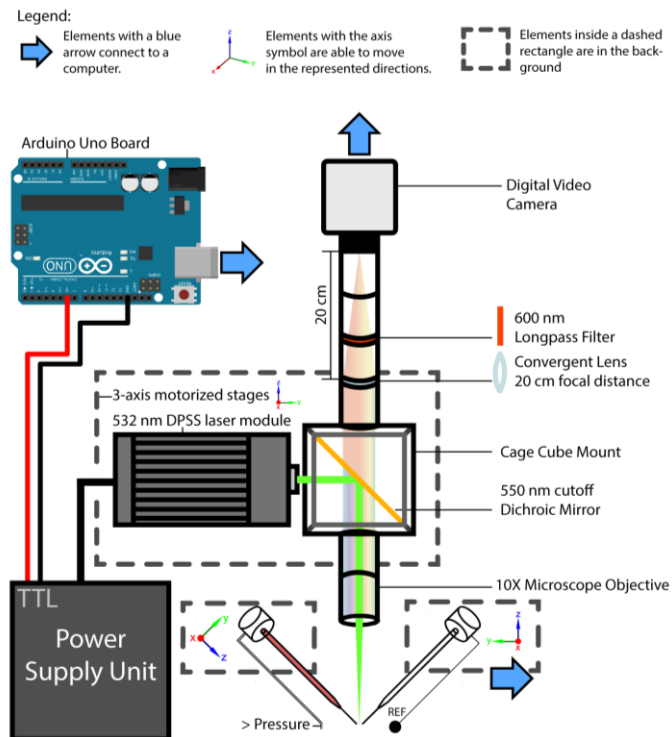 Legend:
Elements with a blue
arrow connect to a
computer.
z
x
y
Elements with the axis
symbol are able to move
in the represented directions.
Elements inside a dashed
rectangle are in the back-
ground
Arduino Uno Board
UNO
Arduino
Digital Video
Camera
20 cm
600 nm
Longpass Filter
Convergent Lens
20 cm focal distance
3-axis motorized stages
z
x
y
532 nm DPSS laser module
Cage Cube Mount
550 nm cutoff
Dichroic Mirror
10X Microscope Objective
TTL
Power
Supply Unit
y
x
z
z
y
x
> Pressure
REF